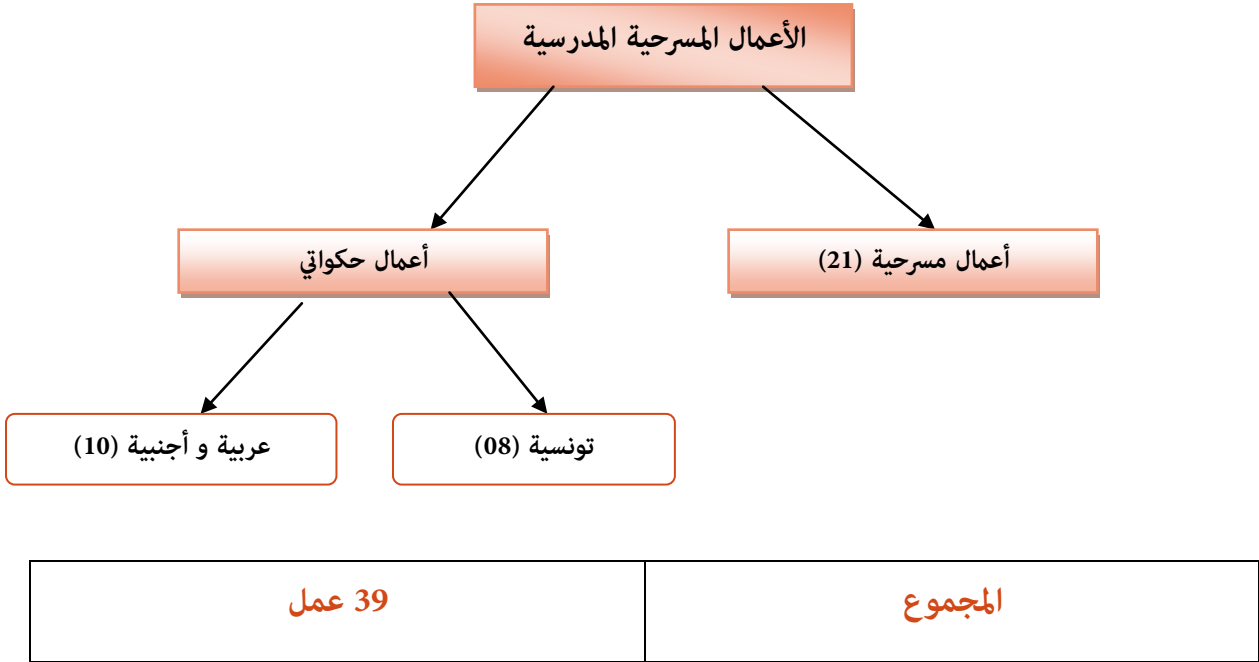 الأعمال المسرحية المدرسية
أعمال مسرحية (21)
أعمال حكواتي
تونسية (08)
عربية و أجنبية (10)
المجموع
39 عمل